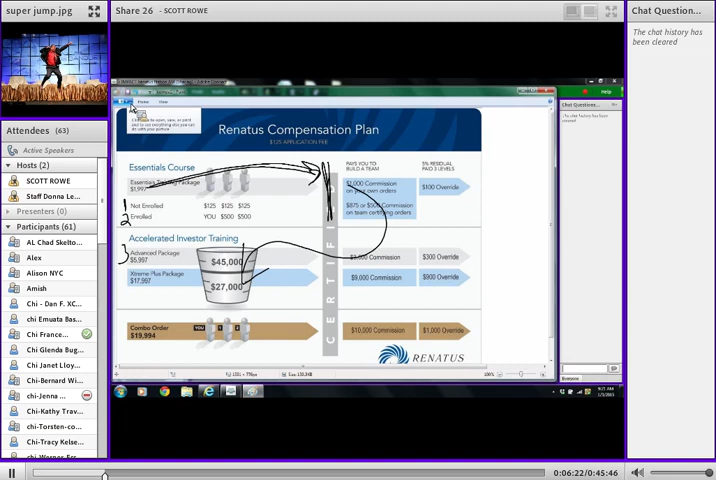 super jump.jpg
Share 26 - SCOTT ROWE
Chat Question...
The chat history has
been cleared
Attendees (63)
Active Speakers
Hosts (2)
SCOTT ROWE
Staff Donna Le...
Presenters (0)
Participants (61)
AL Chad Skelto...
Alex
Alison NYC
Amish
Chi - Dan F. XC...
chi Emuata Bas...
Chi France...
Chi Glenda Bug...
Chi Janet Lloy...
Chi-Bernard Wi...
chi-Jenna ...
Chi-Kathy Trav...
chi-Torsten-co...
Chi-Tracy Kelse...
Help
Chat Questions...
Home View
Renatus Compensation Plan
$125 APPLICATION FEE
Essentials Course
Essentials Training Package
$1,997
1 Not Enrolled $125 $125 $125
2 Enrolled YOU $500 $500
PAYS YOU TO
BUILD A TEAM
5% RESIDUAL
PAID 3 LEVELS
$1,000 Commission
on your own orders
$875 or $500 Commission
on team certifying orders
$100 Override
CERTIFI
Accelerated Investor Training
3 Advanced Package
$5,997
$45,000
Commission
$300 Override
Xtreme Plus Package
$17,997
$27,000
$9,000 Commission
$900 Override
Combo Order
$19,994
YOU 1 2
$10,000 Commission
$1,000 Override
RENATUS
100%
Everyone
0:06:22/0:45:46